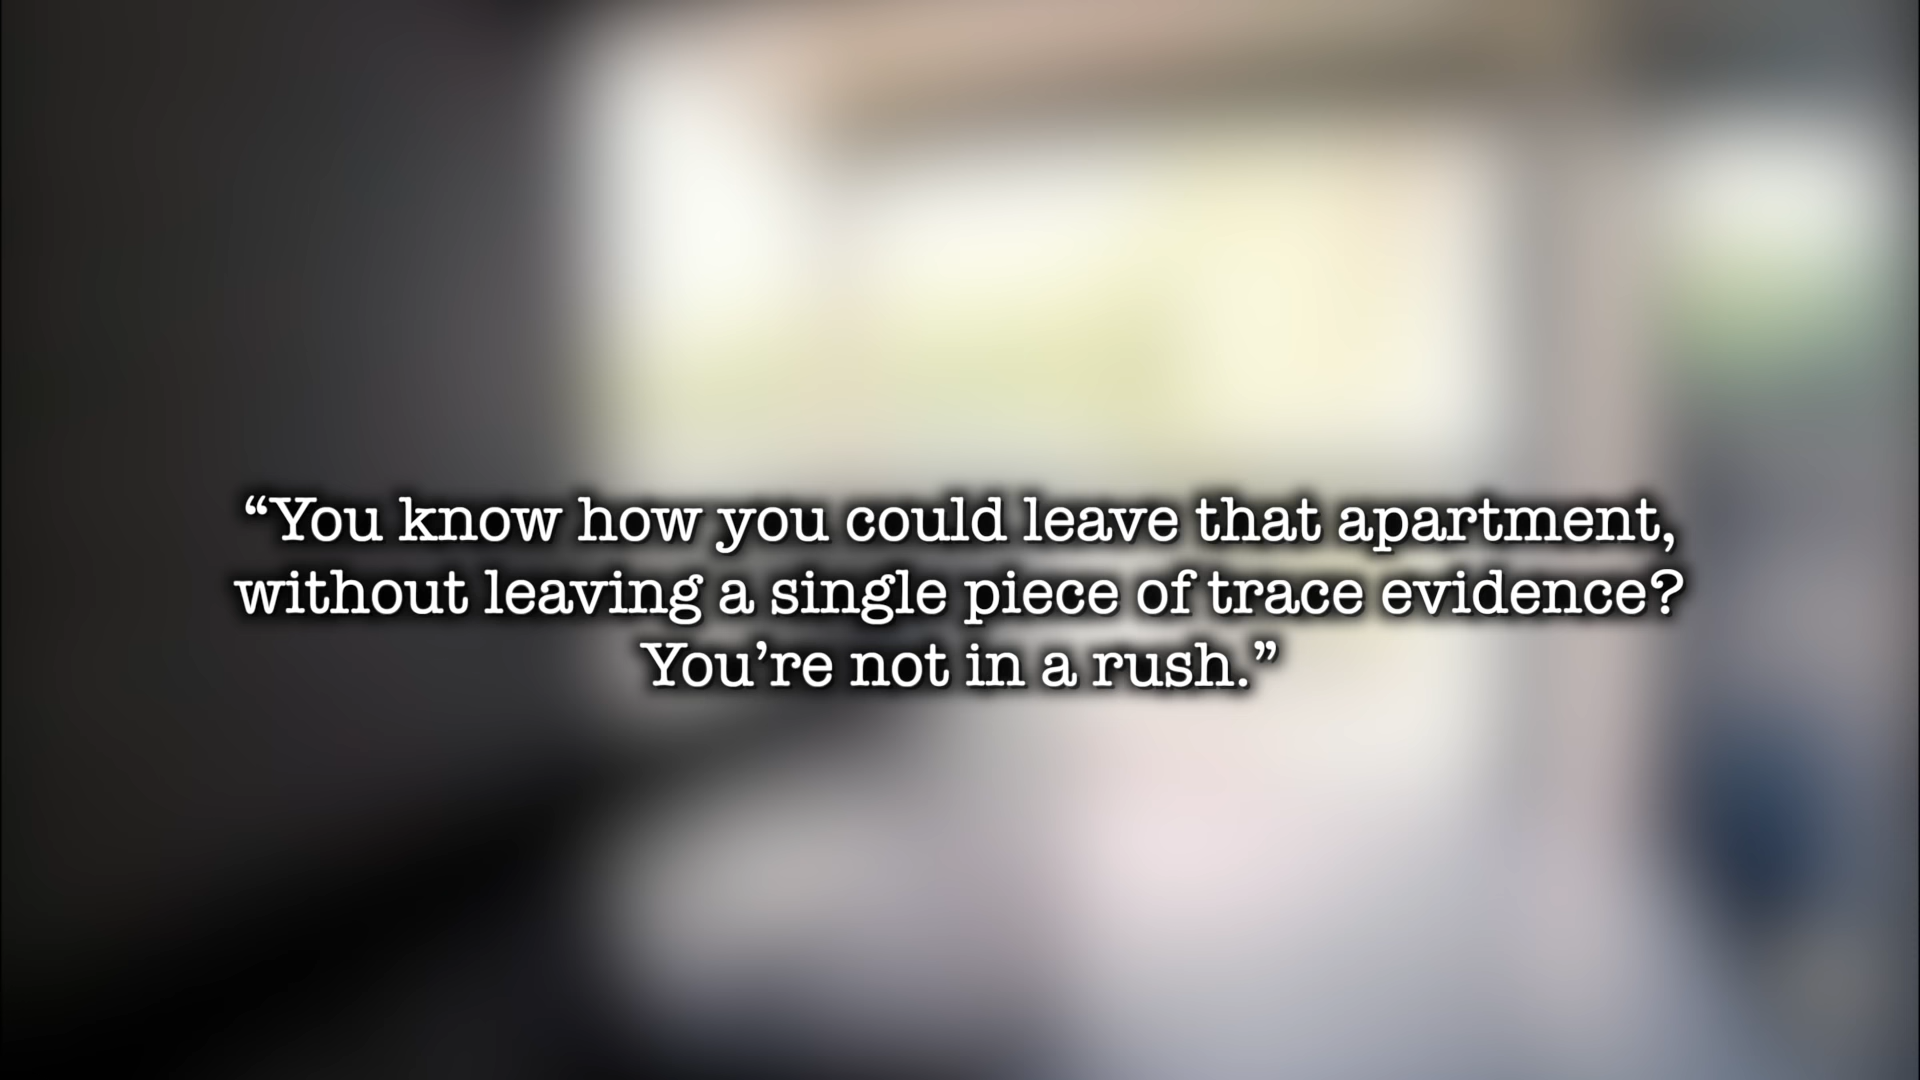 “You know how you could leave that apartment,
without leaving a single piece of trace evidence?
You’re not in a rush.”